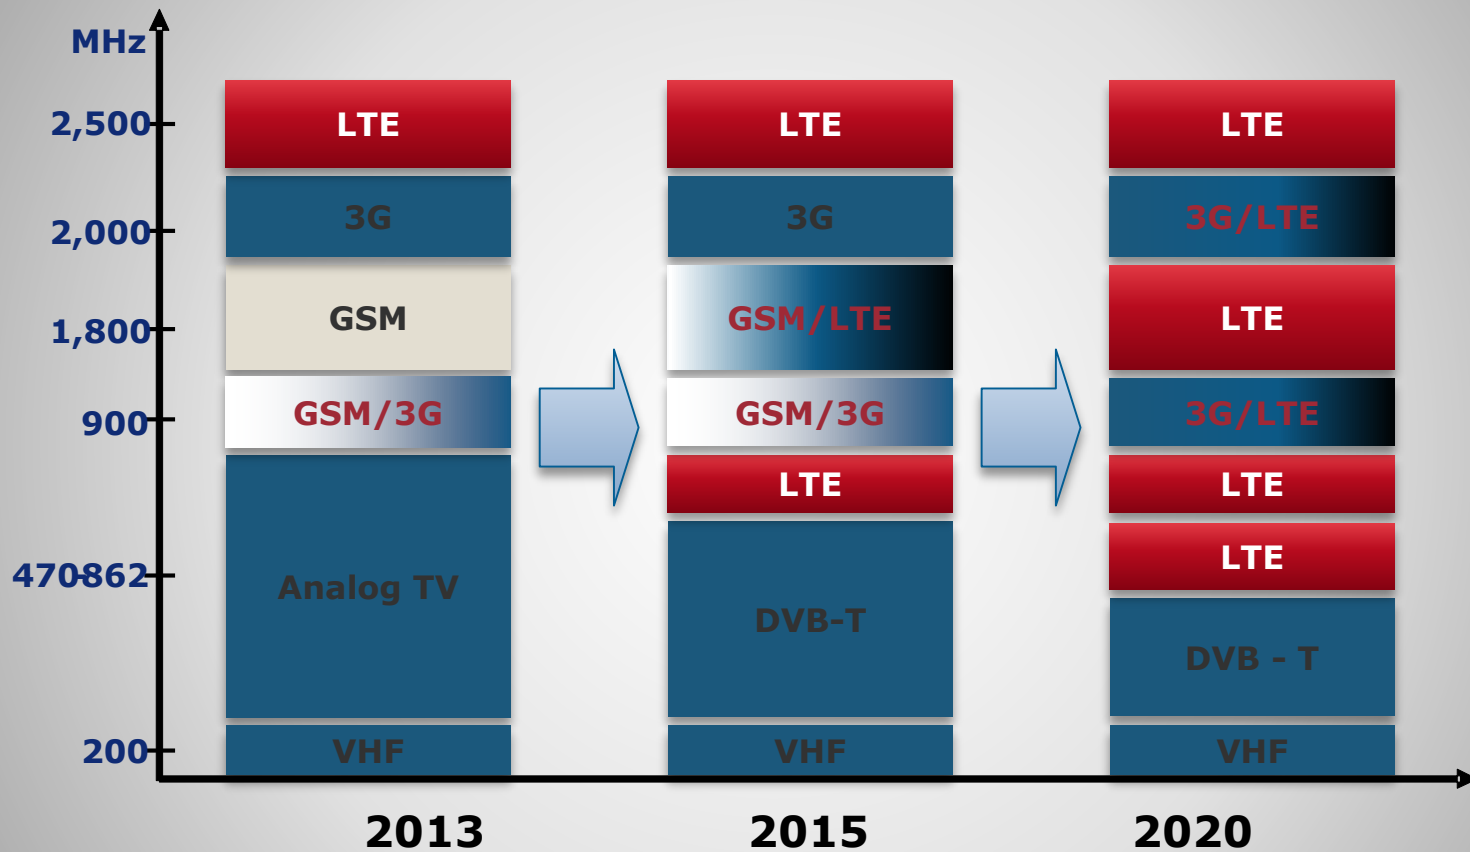 MHz
2,500
LTE
LTE
LTE
2,000
3G
3G
3G/LTE
1,800
GSM
GSM/LTE
LTE
900
GSM/3G
GSM/3G
3G/LTE
LTE
LTE
470-862
Analog TV
DVB-T
LTE
DVB - T
200
VHF
VHF
VHF
2013
2015
2020